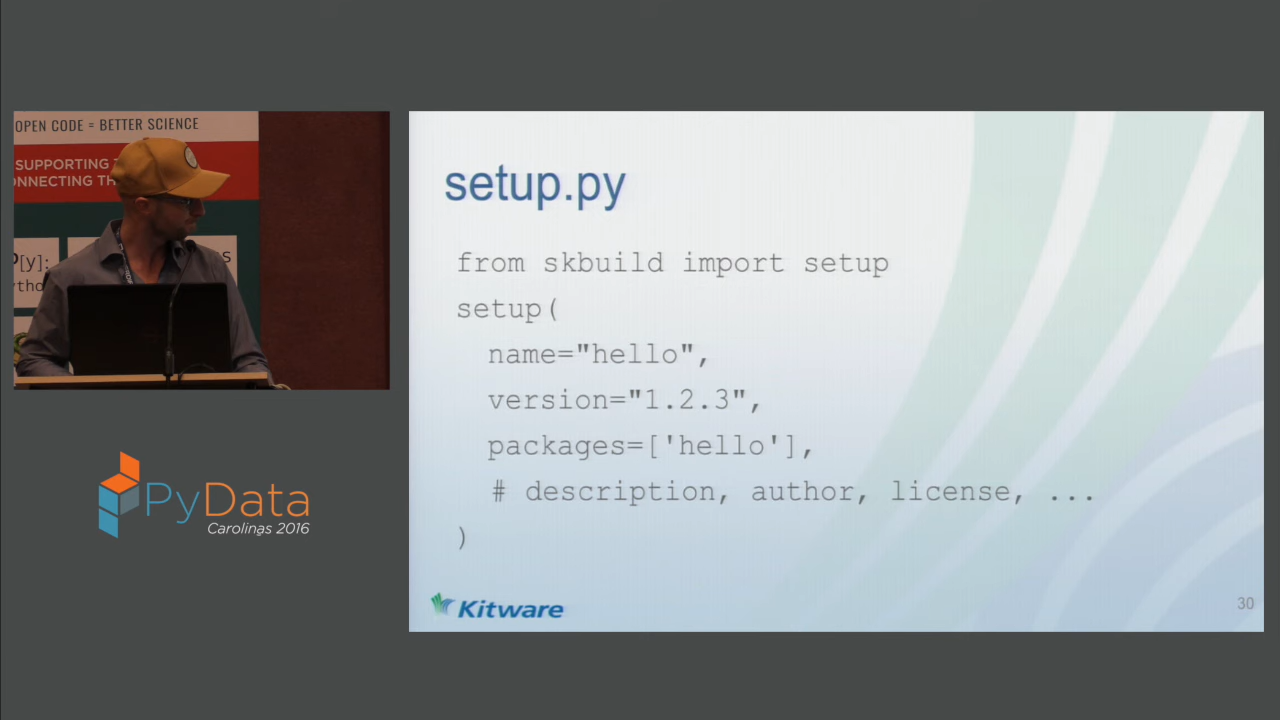 OPEN CODE = BETTER SCIENCE
SUPPORTING
NNECTING TH
P[y]:
S
setup.py
from skbuild import setup
setup(
name="hello",
version="1.2.3",
packages=['hello'],
# description, author, license, ...
)
Kitware
30
PyData
Carolinas 2016